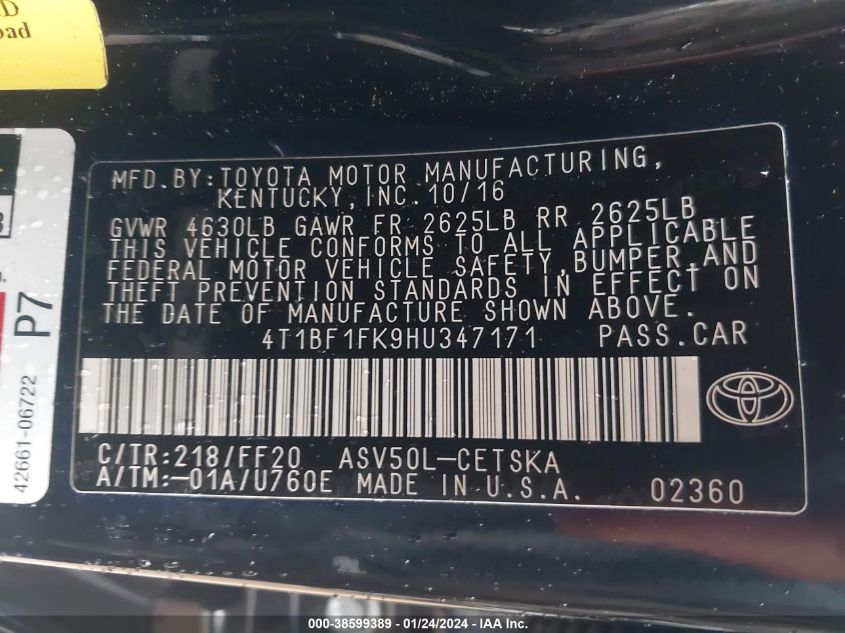 D
oad
MFD.BY:TOYOTA MOTOR MANUFACTURING,
KENTUCKY,INC.10/16
GVWR 4630LB GAWR FR 2625LB RR 2625LB
THIS VEHICLE CONFORMS TO ALL APPLICABLE
FEDERAL MOTOR VEHICLE SAFETY,BUMPER,AND
THEFT PREVENTION STANDARDS IN EFFECT ON
THE DATE OF MANUFACTURE SHOWN ABOVE.
4T1BF1FK9HU347171 PASS.CAR
C/TR:218/FF20 ASV50L-CETSKA
A/TM:-01A/U760E MADE IN U.S.A. 02360
42661-06722
P7
000-38599389 - 01/24/2024 - IAA Inc.